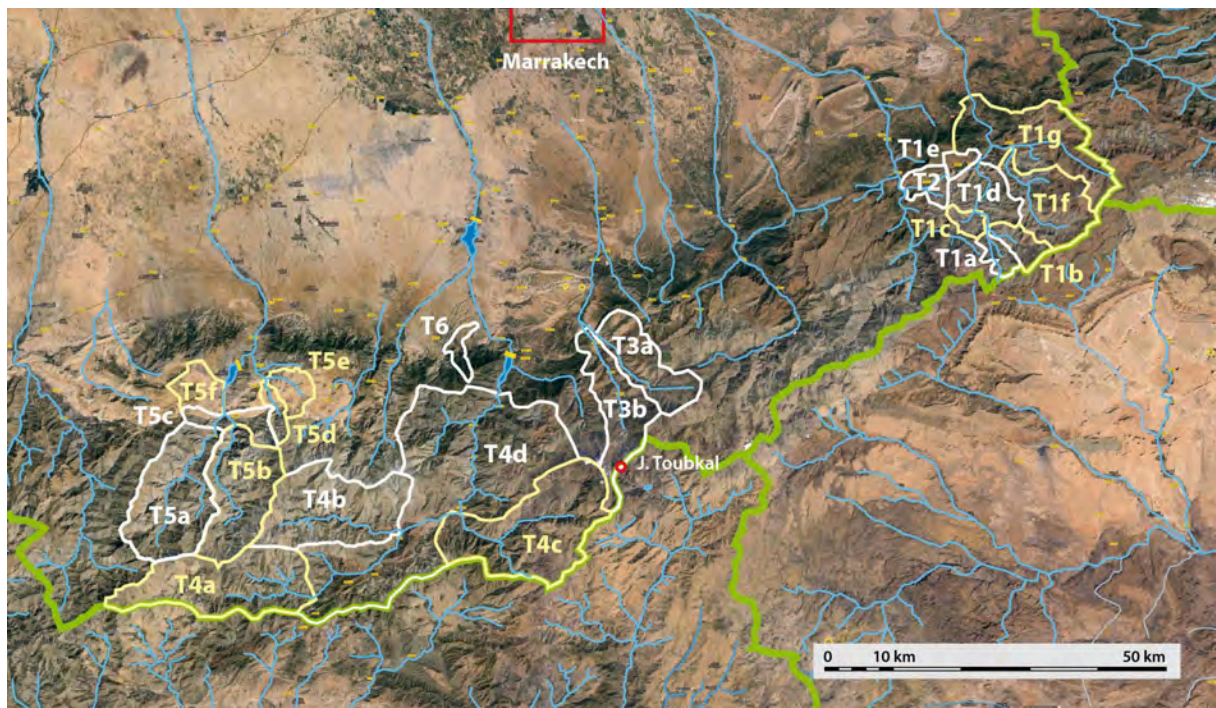 Marrakech
T1g
T1e
T2
T1d
T1f
T1c
T1a
T1b
T6
T3a
T5e
T5f
T5c
T3b
T5d
T4d
T5b
J. Toubkal
T4b
T5a
T4c
T4a
0 10 km 50 km